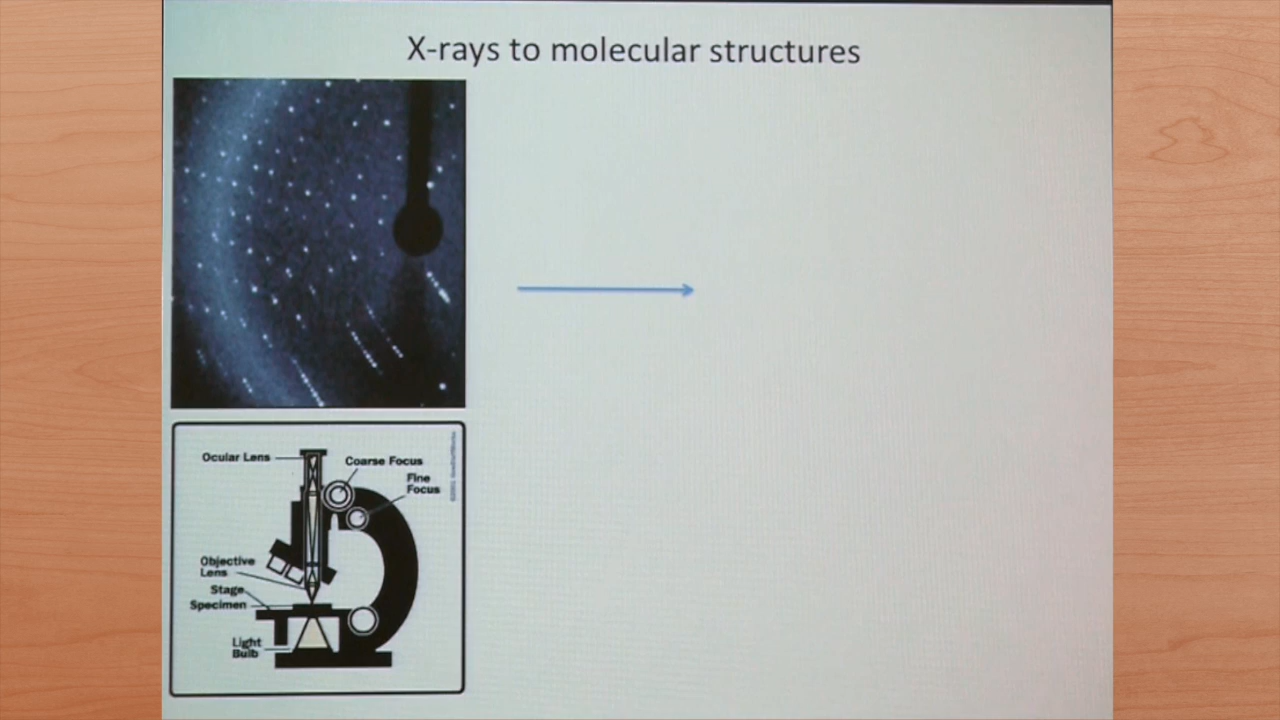 X-rays to molecular structures
Ocular Lens
Coarse Focus
Fine
Focus
Objective
Lens
Stage
Specimen
Light
Bulb